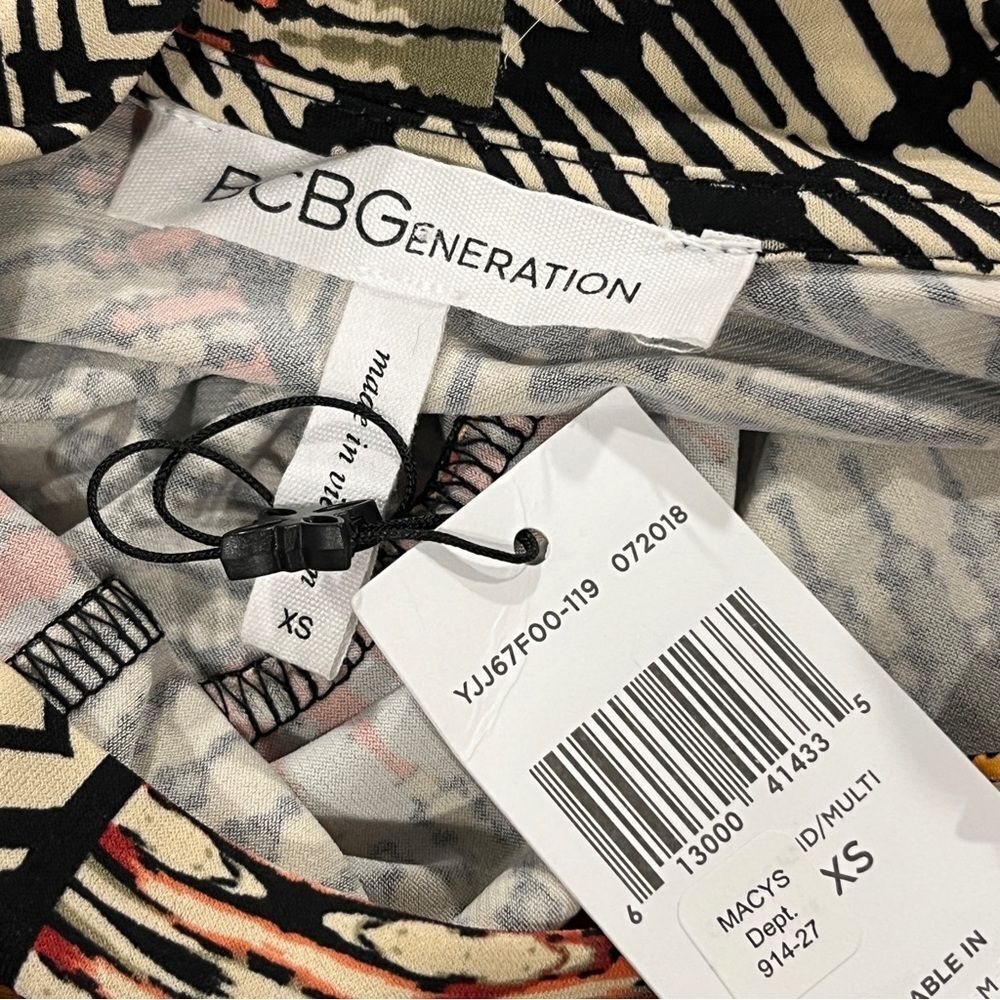 BCBGENERATION
made in
XS
YJJ67F00-119 072018
6 13000 41433 5
ID/MULTI
XS
MACYS
Dept.
914-27
ABLE IN
M